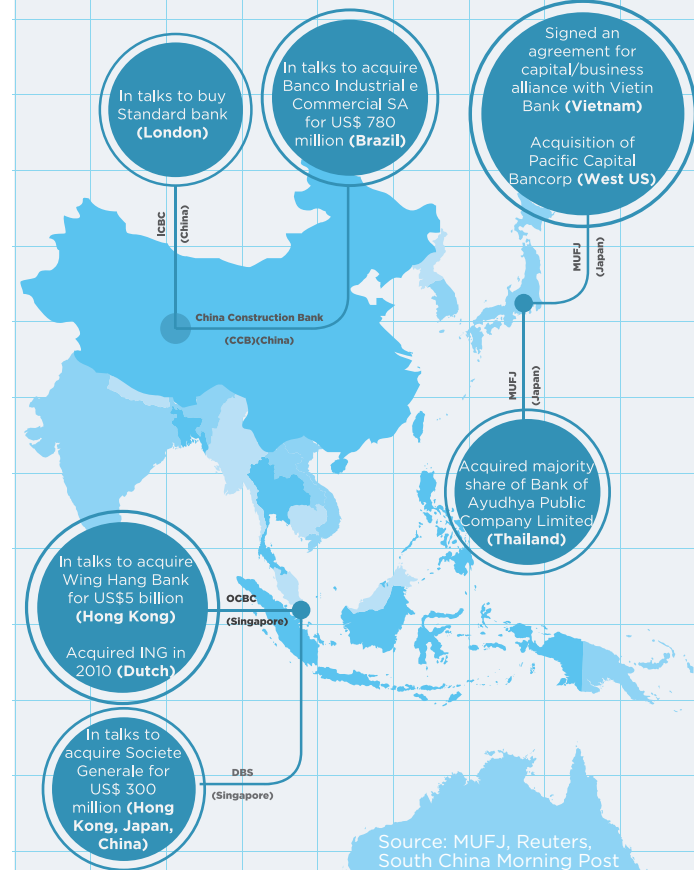 In talks to buy
Standard bank
(London)
In talks to acquire
Banco Industrial e
Commercial SA
for US$ 780
million (Brazil)
Signed an
agreement for
capital/business
alliance with Vietin
Bank (Vietnam)
Acquisition of
Pacific Capital
Bancorp (West US)
ICBC
(China)
MUFJ
(Japan)
China Construction Bank
(CCB)(China)
MUFJ
(Japan)
Acquired majority
share of Bank of
Ayudhya Public
Company Limited
(Thailand)
In talks to acquire
Wing Hang Bank
for US$5 billion
(Hong Kong)
Acquired ING in
2010 (Dutch)
OCBC
(Singapore)
In talks to
acquire Societe
Generale for
US$ 300
million (Hong
Kong, Japan,
China)
DBS
(Singapore)
Source: MUFJ, Reuters,
South China Morning Post